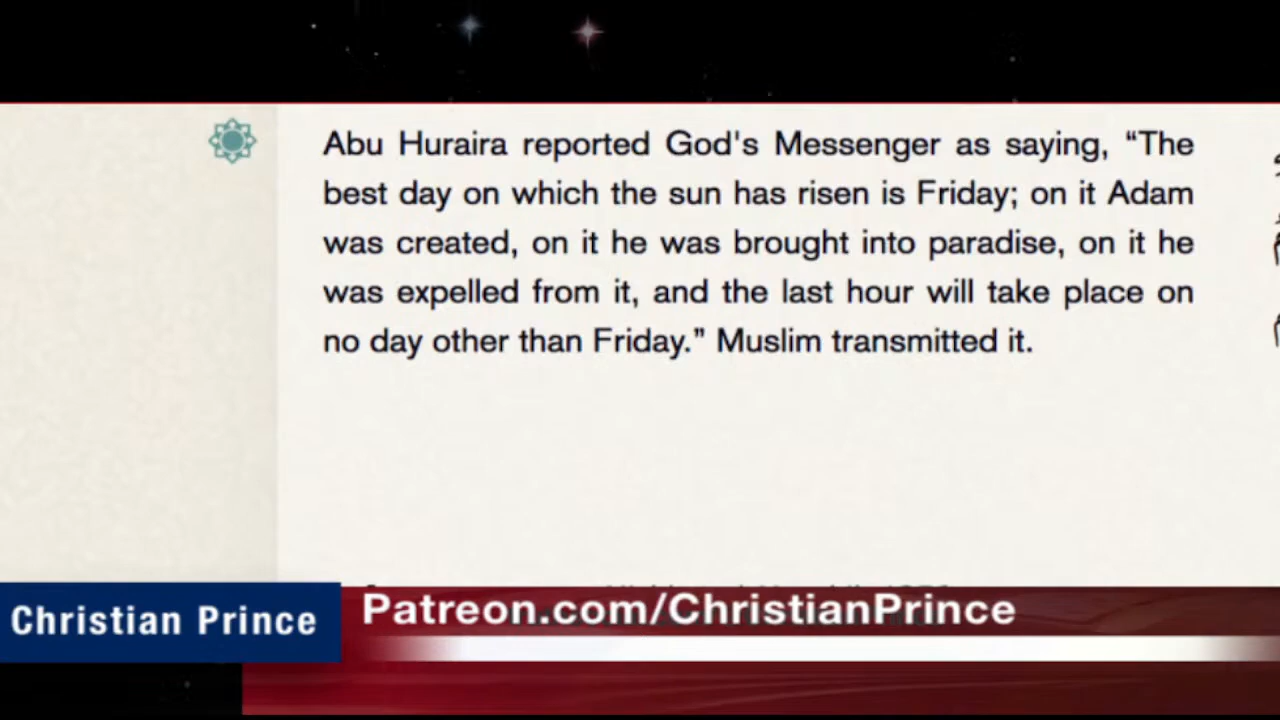 Abu Huraira reported God's Messenger as saying, “The
best day on which the sun has risen is Friday; on it Adam
was created, on it he was brought into paradise, on it he
was expelled from it, and the last hour will take place on
no day other than Friday.” Muslim transmitted it.
Christian Prince
Patreon.com/ChristianPrince